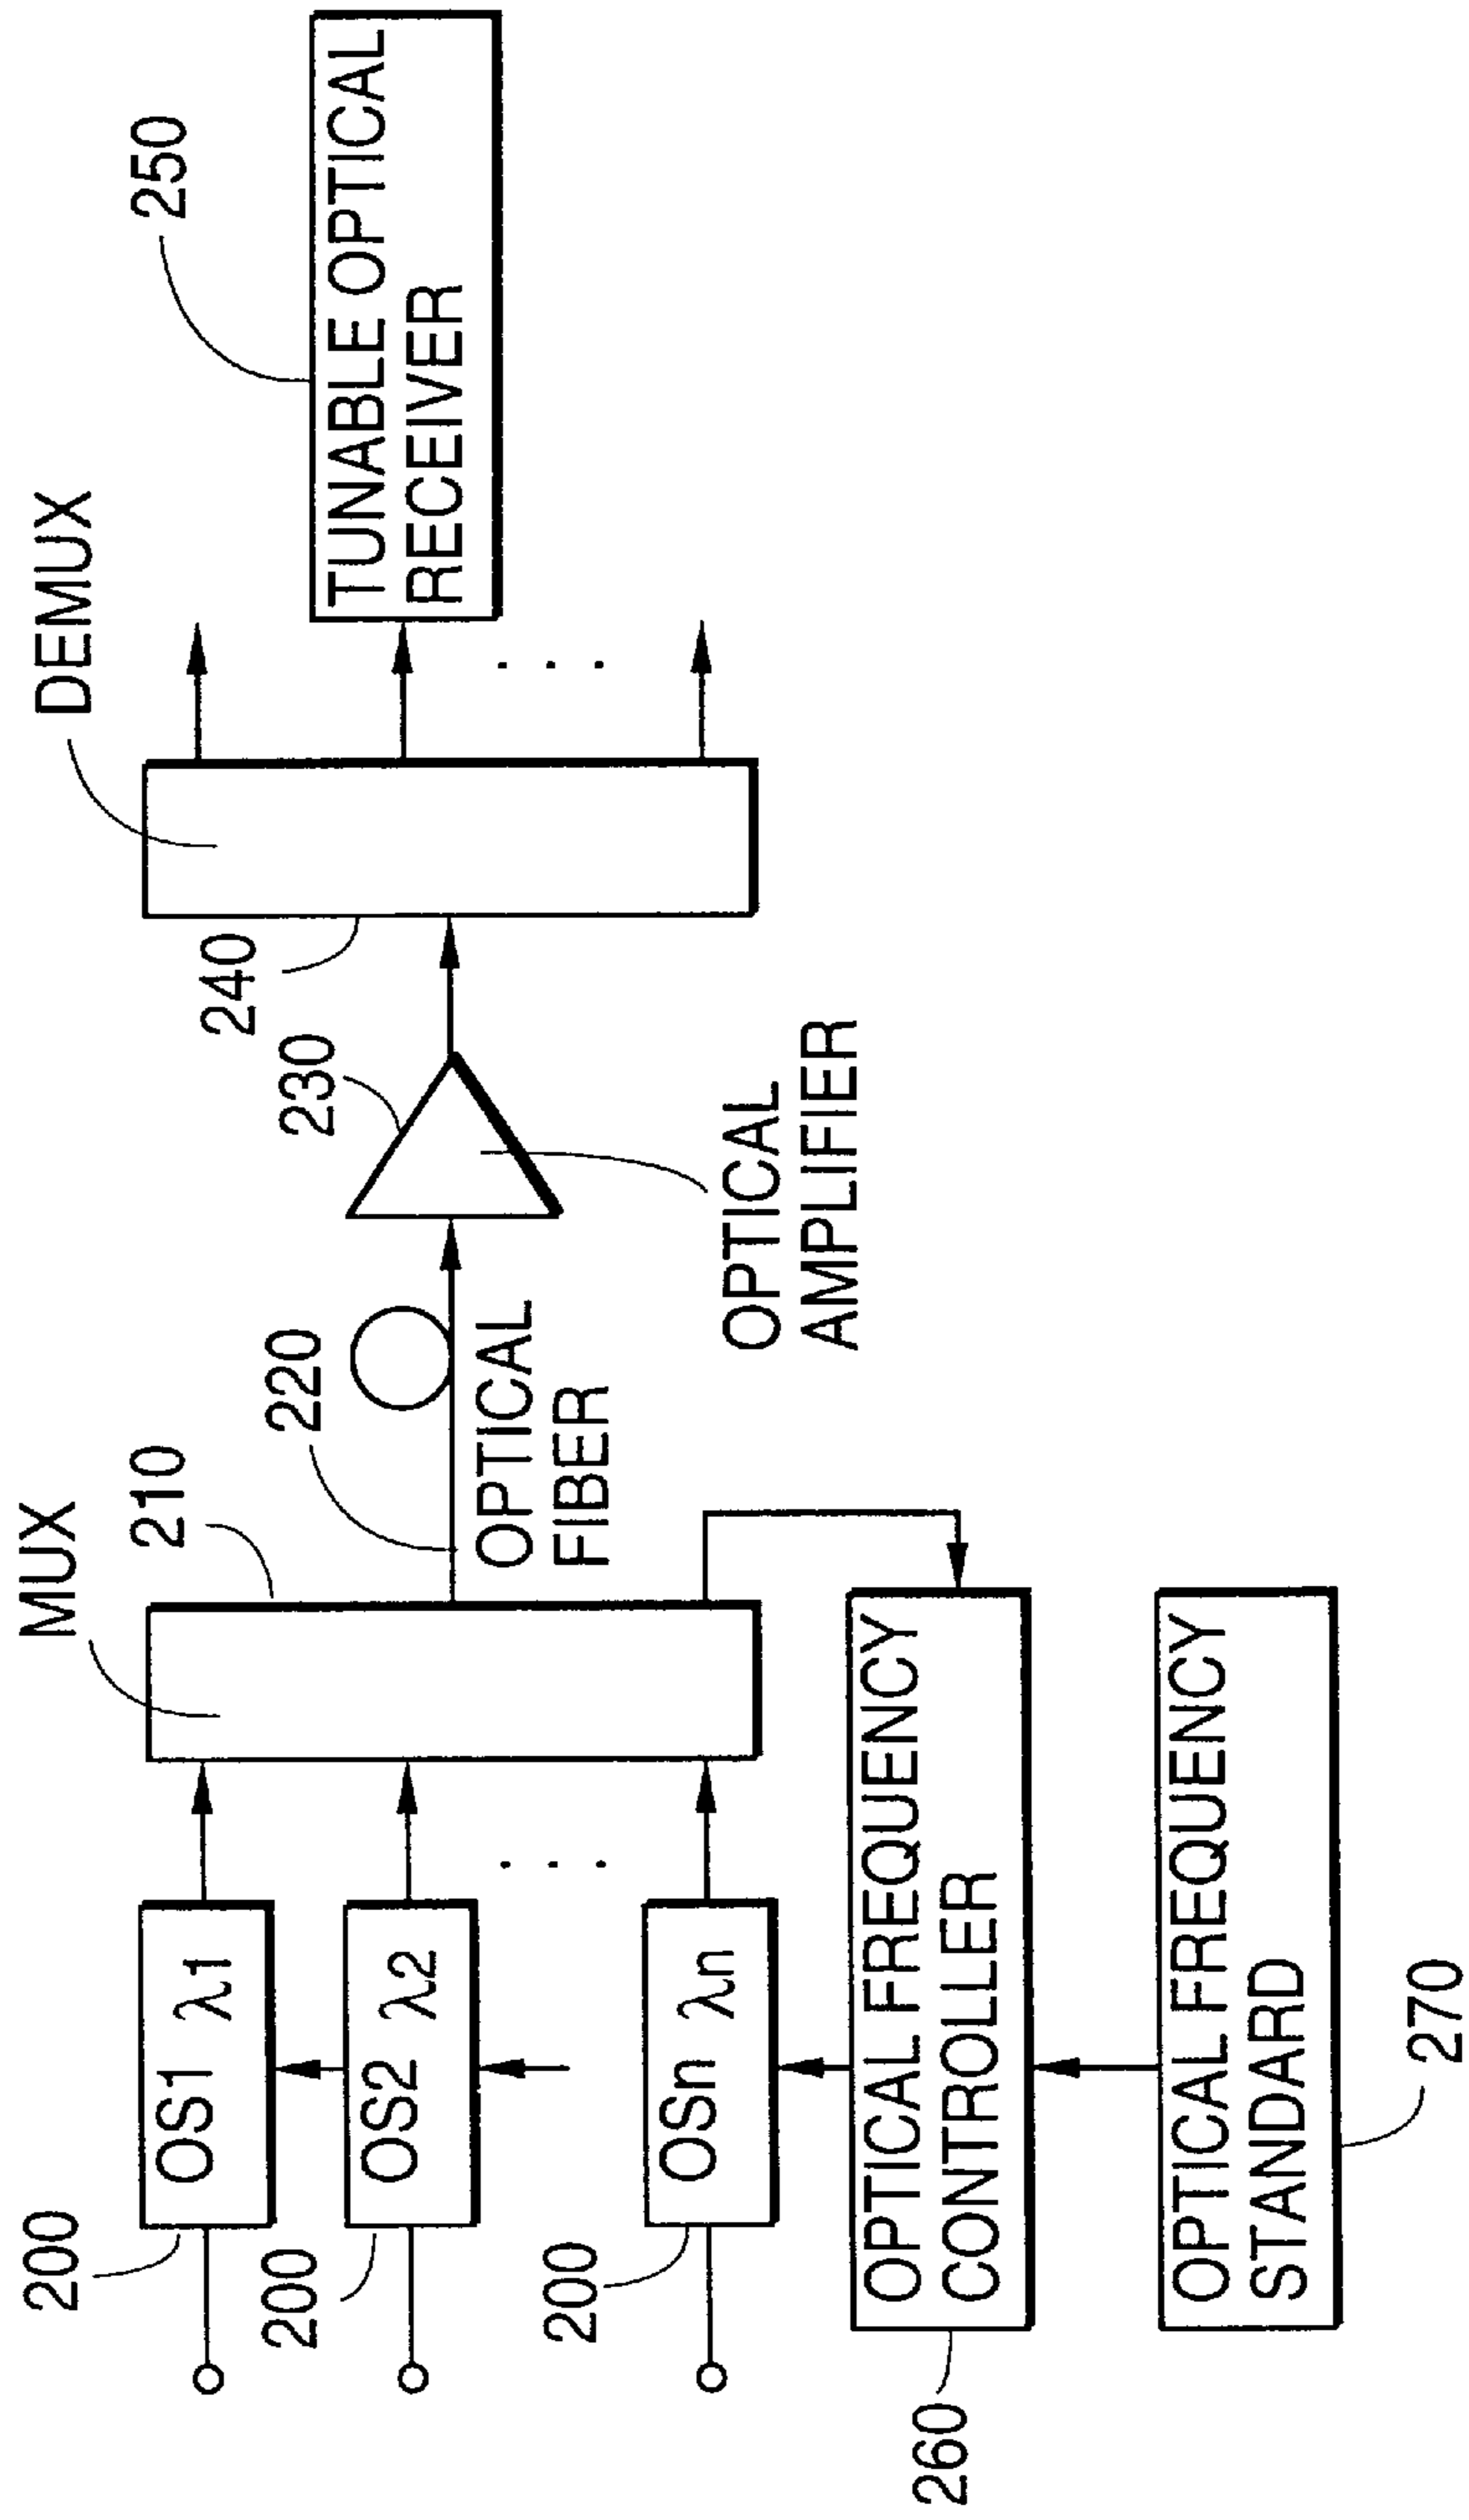 200
OS1 λ1
200
OS2 λ2
. . .
200
OSn λn
MUX
210
220
OPTICAL
FIBER
230
OPTICAL
AMPLIFIER
240
DEMUX
. . .
250
TUNABLE OPTICAL
RECEIVER
260
OPTICAL FREQUENCY
CONTROLLER
OPTICAL FREQUENCY
STANDARD
270